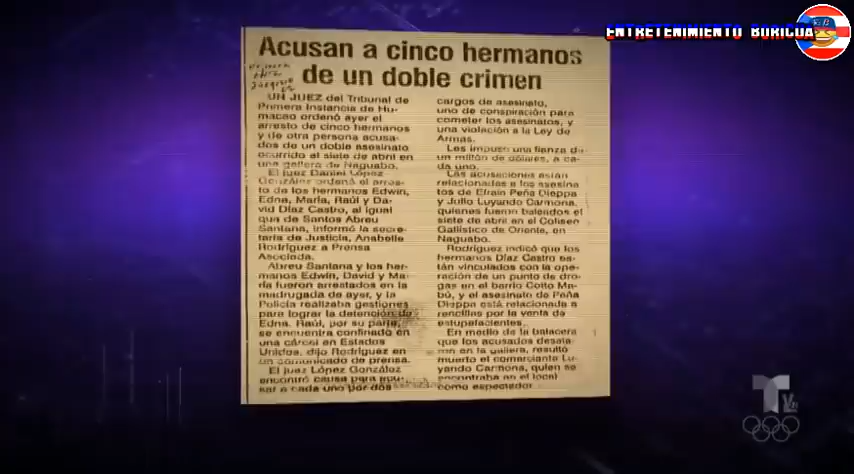 ENTRETENIMIENTO BORICUA
Acusan a cinco hermanos
de un doble crimen
UN JUEZ del Tribunal de
Primera Instancia de Hu-
macao ordenó ayer el
arresto de cinco hermanos
y de otra persona acusa-
dos de un doble asesinato
ocurrido el siete de abril en
una gallera de Naguabo.
El juez Daniel López
González ordenó el arres-
to de los hermanos Edwin,
Edna, María, Raúl y Da-
vid Díaz Castro, al igual
que de Santos Abreu
Santana, informó la secre-
taria de Justicia, Anabelle
Rodríguez a Prensa
Asociada.
Abreu Santana y los her-
manos Edwin, David y Ma-
ría fueron arrestados en la
madrugada de ayer, y la
Policía realizaba gestiones
para lograr la detención de
Edna. Raúl, por su parte,
se encuentra confinado en
una cárcel en Estados
Unidos, dijo Rodríguez en
un comunicado de prensa.
El juez López González
encontró causa para acu-
sar a cada uno por dos
cargos de asesinato,
uno de conspiración para
cometer los asesinatos, y
una violación a la Ley de
Armas.
Les impuso una fianza de
un millón de dólares, a ca-
da uno.
Las acusaciones están
relacionadas a los asesina-
tos de Efraín Peña Dieppa
y Julio Luyando Carmona,
quienes fueron baleados el
siete de abril en el Coliseo
Gallístico de Oriente, en
Naguabo.
Rodríguez indicó que los
hermanos Díaz Castro es-
tán vinculados con la ope-
ración de un punto de dro-
gas en el barrio Cotto Ma-
bú, y el asesinato de Peña
Dieppa está relacionada a
rencillas por la venta de
estupefacientes.
En medio de la balacera
que los acusados desata-
ron en la gallera, resultó
muerto el comerciante Lu-
yando Carmona, quien se
encontraba en el local
como espectador.